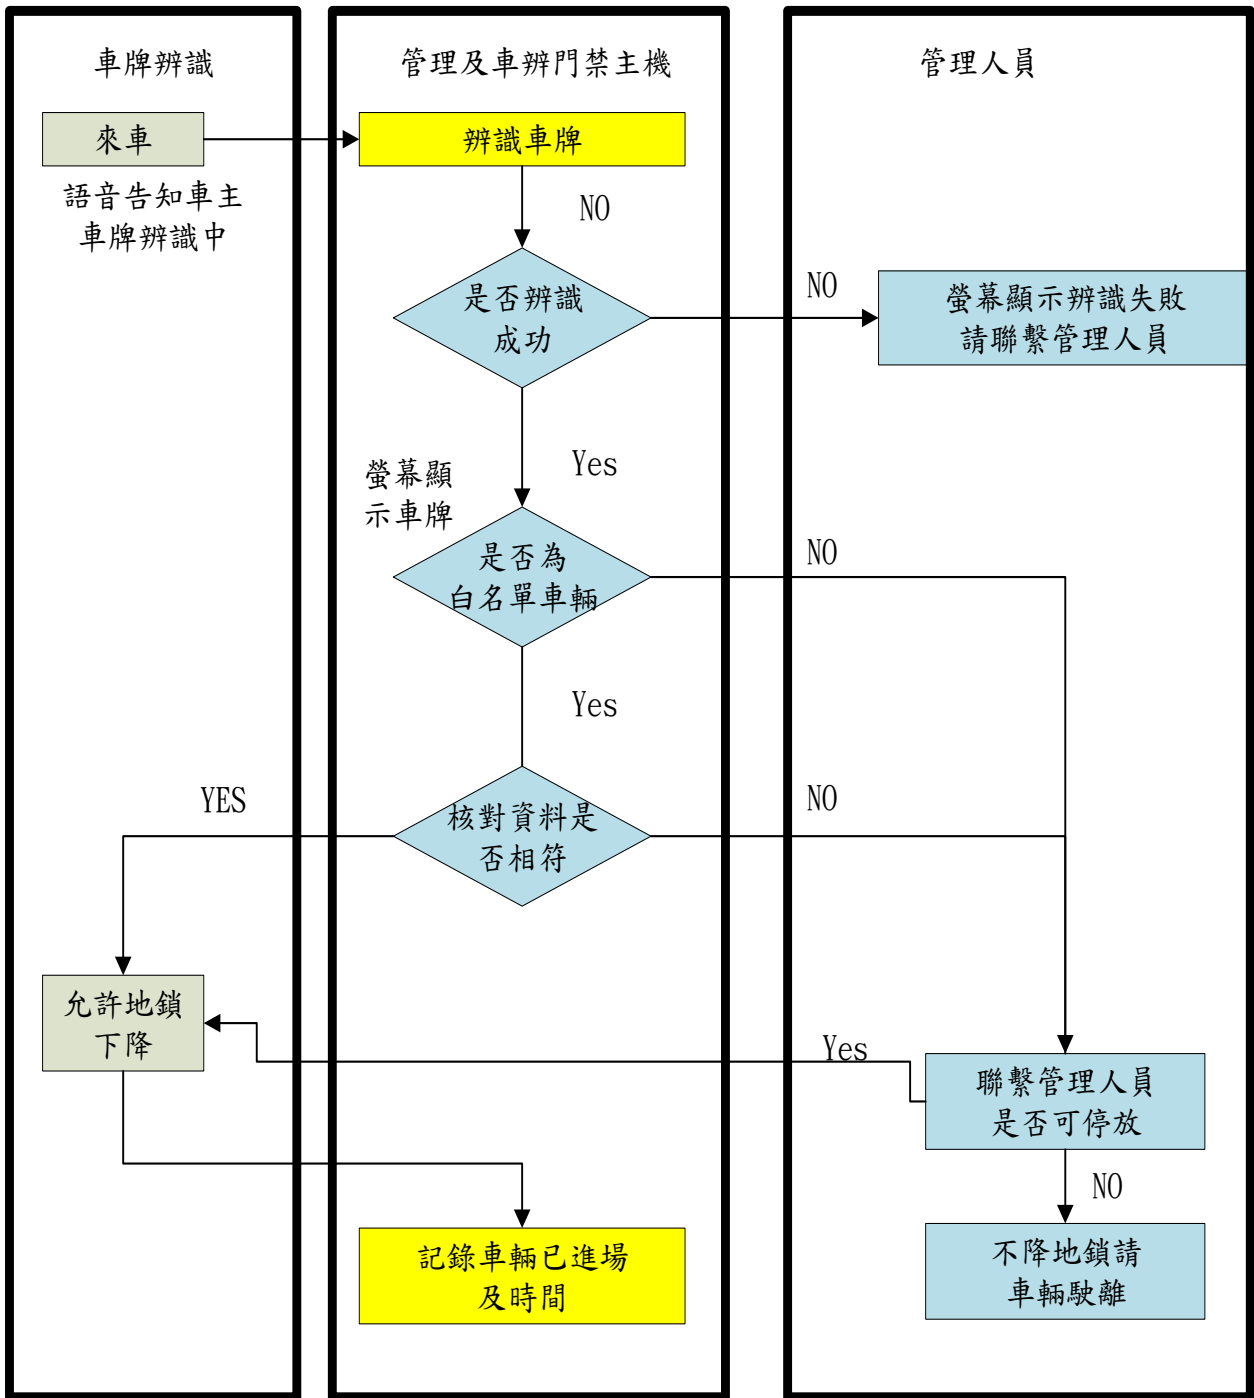 車牌辨識
管理及車辨門禁主機
管理人員
來車
辨識車牌
語音告知車主
車牌辨識中
NO
是否辨識
成功
NO
螢幕顯示辨識失敗
請聯繫管理人員
Yes
螢幕顯
示車牌
是否為
白名單車輛
NO
Yes
YES
核對資料是
否相符
NO
允許地鎖
下降
Yes
聯繫管理人員
是否可停放
NO
記錄車輛已進場
及時間
不降地鎖請
車輛駛離